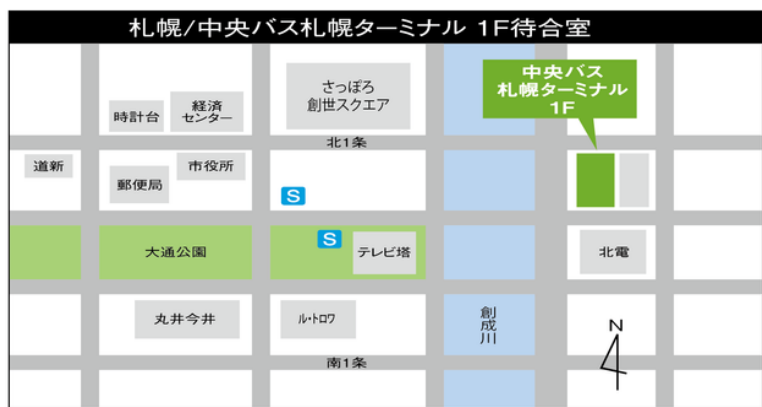 札幌/中央バス札幌ターミナル 1F待合室
さっぽろ
創世スクエア
中央バス
札幌ターミナル
1F
時計台
経済
センター
北1条
道新
郵便局
市役所
S
S
大通公園
テレビ塔
北電
丸井今井
ル・トロワ
創成川
N
南1条